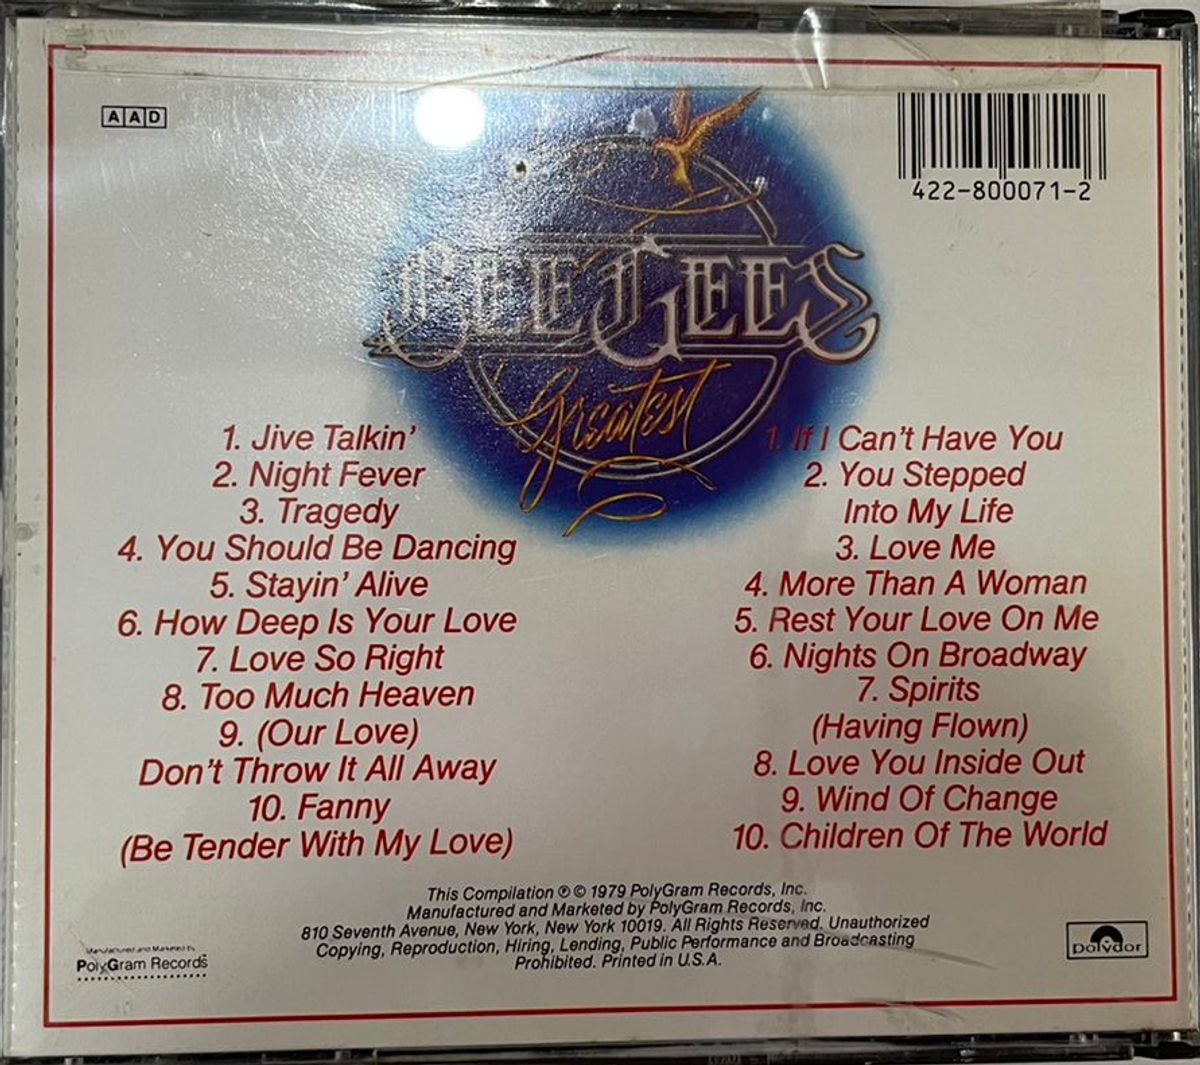 AAD
422-800071-2
BEE GEES
Greatest
1. Jive Talkin'
2. Night Fever
3. Tragedy
4. You Should Be Dancing
5. Stayin' Alive
6. How Deep Is Your Love
7. Love So Right
8. Too Much Heaven
9. (Our Love)
Don't Throw It All Away
10. Fanny
(Be Tender With My Love)
1. If I Can't Have You
2. You Stepped
Into My Life
3. Love Me
4. More Than A Woman
5. Rest Your Love On Me
6. Nights On Broadway
7. Spirits
(Having Flown)
8. Love You Inside Out
9. Wind Of Change
10. Children Of The World
This Compilation ℗ © 1979 PolyGram Records, Inc.
Manufactured and Marketed by PolyGram Records, Inc.
810 Seventh Avenue, New York, New York 10019. All Rights Reserved. Unauthorized
Copying, Reproduction, Hiring, Lending, Public Performance and Broadcasting
Prohibited. Printed in U.S.A.
Manufactured and Marketed by
PolyGram Records
polydor